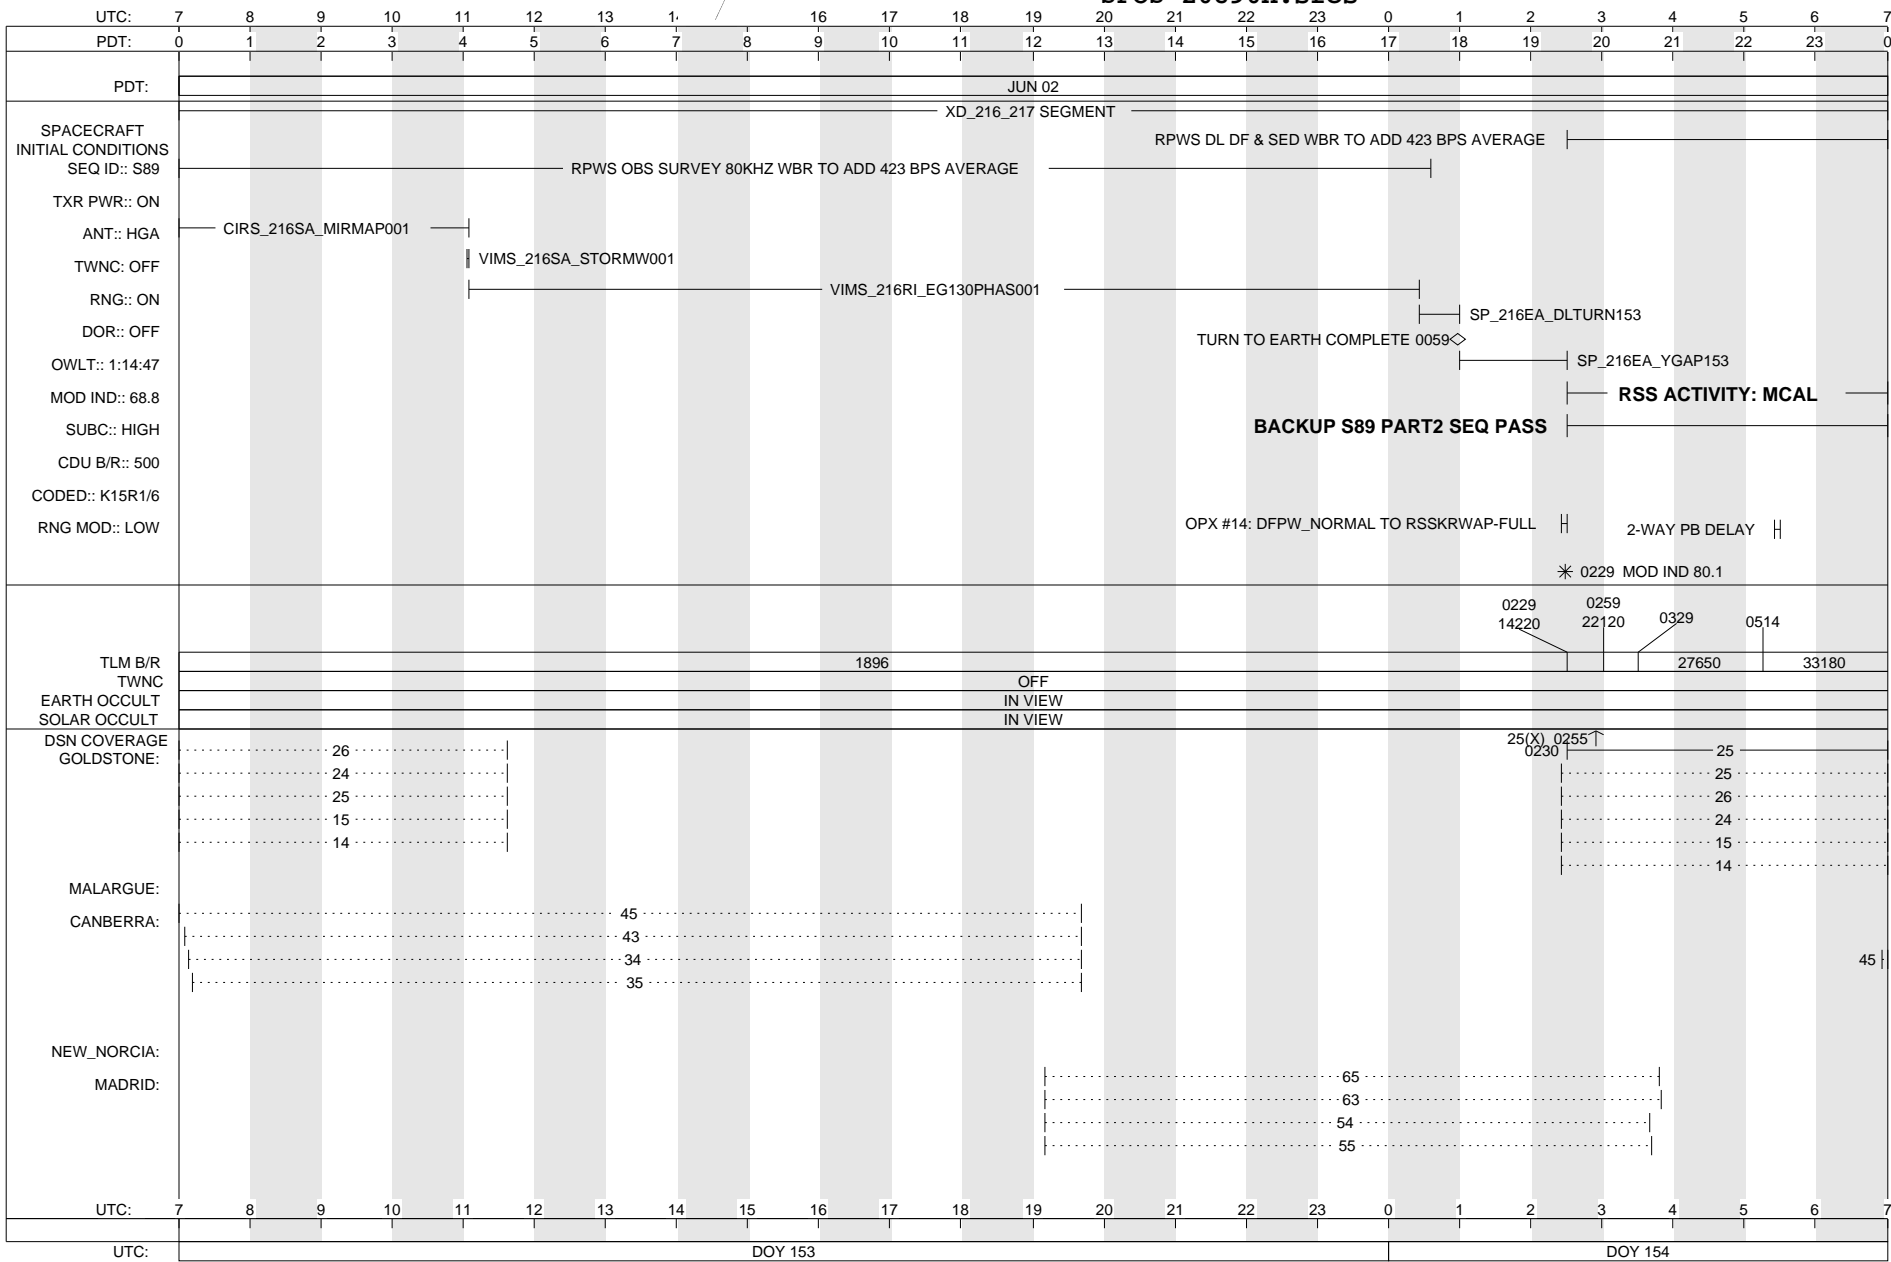 UTC: 7 8 9 10 11 12 13 16 17 18 19 20 21 22 23 0 1 2 3 4 5 6 7
PDT: 0 1 2 3 4 5 6 7 8 9 10 11 12 13 14 15 16 17 18 19 20 21 22 23 0
PDT: JUN 02
XD_216_217 SEGMENT
SPACECRAFT
INITIAL CONDITIONS
RPWS DL DF & SED WBR TO ADD 423 BPS AVERAGE
SEQ ID:: S89
RPWS OBS SURVEY 80KHZ WBR TO ADD 423 BPS AVERAGE
TXR PWR:: ON
ANT:: HGA
CIRS_216SA_MIRMAP001
TWNC: OFF
VIMS_216SA_STORMW001
RNG:: ON
VIMS_216RI_EG130PHAS001
SP_216EA_DLTURN153
DOR:: OFF
TURN TO EARTH COMPLETE 0059
OWLT:: 1:14:47
SP_216EA_YGAP153
MOD IND:: 68.8
RSS ACTIVITY: MCAL
SUBC:: HIGH
BACKUP S89 PART2 SEQ PASS
CDU B/R:: 500
CODED:: K15R1/6
RNG MOD:: LOW
OPX #14: DFPW_NORMAL TO RSSKRWAP-FULL
2-WAY PB DELAY
0229 MOD IND 80.1
0229 0259 0329 0514
14220 22120
TLM B/R 1896 27650 33180
TWNC OFF
EARTH OCCULT IN VIEW
SOLAR OCCULT IN VIEW
DSN COVERAGE
25(X) 0255
GOLDSTONE: 26 0230 25
24 25
25 26
15 24
14 15
14
MALARGUE:
CANBERRA: 45
43
34 45
35
NEW_NORCIA:
MADRID: 65
63
54
55
UTC: 7 8 9 10 11 12 13 14 15 16 17 18 19 20 21 22 23 0 1 2 3 4 5 6 7
UTC: DOY 153 DOY 154